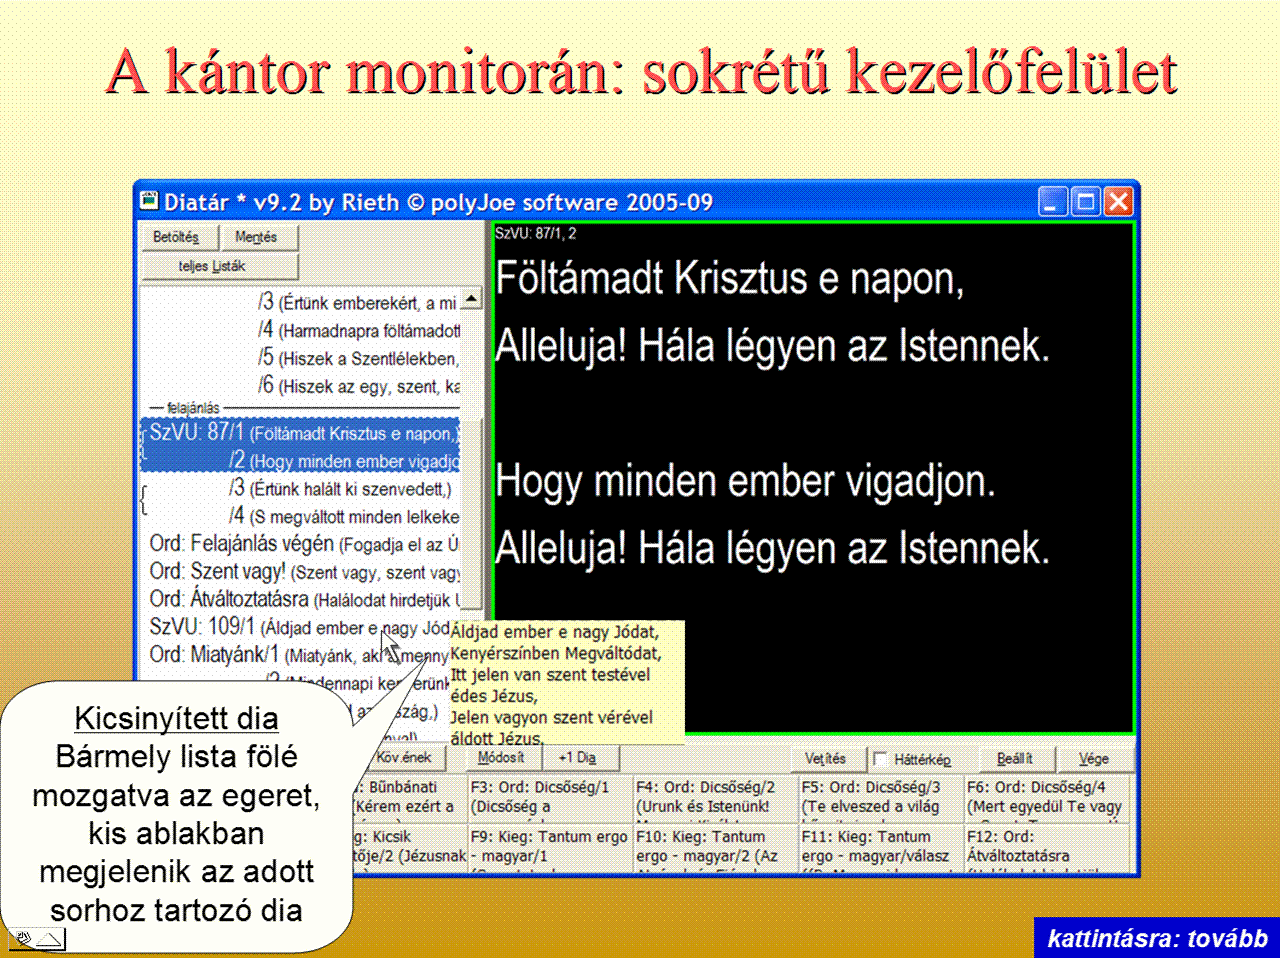 A kántor monitorán: sokrétű kezelőfelület
Diatár * v9.2 by Rieth © polyJoe software 2005-09
Betöltés Mentés
teljes Listák
/3 (Értünk emberekért, a mi
/4 (Harmadnapra föltámadott
/5 (Hiszek a Szentlélekben,
/6 (Hiszek az egy, szent, ka
felajánlás
SzVU: 87/1 (Föltámadt Krisztus e napon,)
/2 (Hogy minden ember vigadjo
/3 (Értünk halált ki szenvedett,)
/4 (S megváltott minden lelkeke
Ord: Felajánlás végén (Fogadja el az Úr
Ord: Szent vagy! (Szent vagy, szent vagy
Ord: Átváltoztatásra (Halálodat hirdetjük U
SzVU: 109/1 (Áldjad ember e nagy Jód
Ord: Miatyánk/1 (Miatyánk, aki a menny
/2 (Mindennapi kenyerünk
SzVU: 87/1, 2
Föltámadt Krisztus e napon,
Alleluja! Hála légyen az Istennek.
Hogy minden ember vigadjon.
Alleluja! Hála légyen az Istennek.
Áldjad ember e nagy Jódat,
Kenyérszínben Megváltódat,
Itt jelen van szent testével
édes Jézus,
Jelen vagyon szent vérével
áldott Jézus.
Kicsinyített dia
Bármely lista fölé
mozgatva az egeret,
kis ablakban
megjelenik az adott
sorhoz tartozó dia
Köv.ének Módosít +1 Dia Vetítés Háttérkép Beállít Vége
Bűnbánati
(Kérem ezért a
F3: Ord: Dicsőség/1
(Dicsőség a
F4: Ord: Dicsőség/2
(Urunk és Istenünk!
F5: Ord: Dicsőség/3
(Te elveszed a világ
F6: Ord: Dicsőség/4
(Mert egyedül Te vagy
g: Kicsik
tője/2 (Jézusnak
F9: Kieg: Tantum ergo
- magyar/1
F10: Kieg: Tantum
ergo - magyar/2 (Az
F11: Kieg: Tantum
ergo - magyar/válasz
F12: Ord:
Átváltoztatásra
kattintásra: tovább